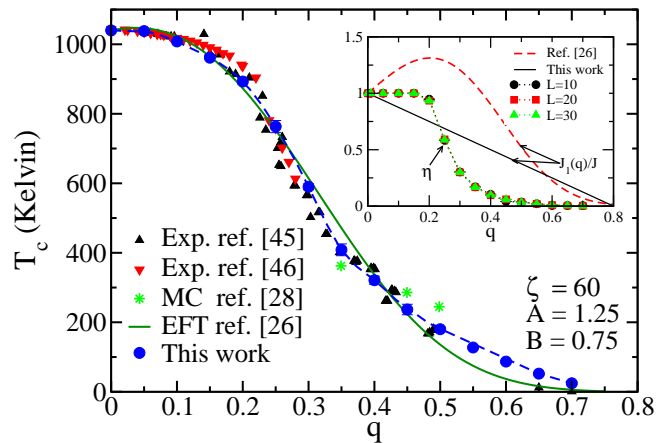 T_c (Kelvin)
1000
800
600
400
200
0
0
0.1
0.2
0.3
0.4
0.5
0.6
0.7
0.8
q
Exp. ref. [45]
Exp. ref. [46]
MC ref. [28]
EFT ref. [26]
This work
ζ = 60
A = 1.25
B = 0.75
1.5
1
0.5
0
0
0.2
0.4
0.6
0.8
q
Ref. [26]
This work
L=10
L=20
L=30
J_1(q)/J
η